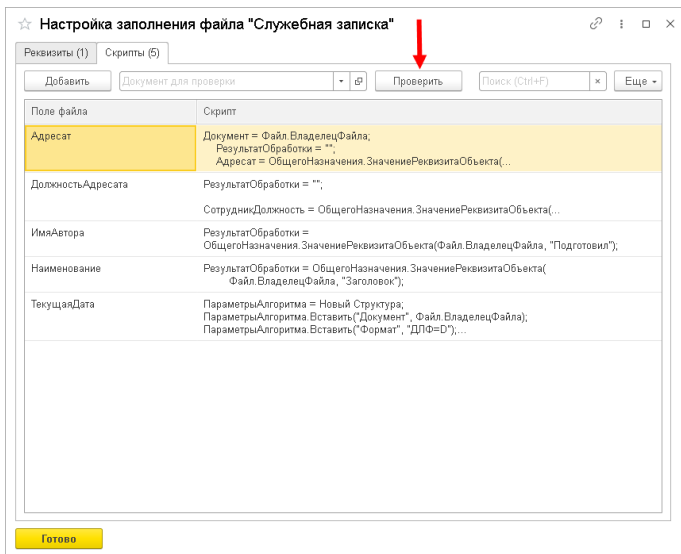 Настройка заполнения файла "Служебная записка"
Реквизиты (1) Скрипты (5)
Добавить Документ для проверки Проверить Поиск (Ctrl+F) × Еще
Поле файла Скрипт
Адресат Документ = Файл.ВладелецФайла;
РезультатОбработки = "";
Адресат = ОбщегоНазначения.ЗначениеРеквизитаОбъекта(...
ДолжностьАдресата РезультатОбработки = "";
СотрудникДолжность = ОбщегоНазначения.ЗначениеРеквизитаОбъекта(...
ИмяАвтора РезультатОбработки =
ОбщегоНазначения.ЗначениеРеквизитаОбъекта(Файл.ВладелецФайла, "Подготовил");
Наименование РезультатОбработки = ОбщегоНазначения.ЗначениеРеквизитаОбъекта(
Файл.ВладелецФайла, "Заголовок");
ТекущаяДата ПараметрыАлгоритма = Новый Структура;
ПараметрыАлгоритма.Вставить("Документ", Файл.ВладелецФайла);
ПараметрыАлгоритма.Вставить("Формат", "ДЛФ=D");...
Готово